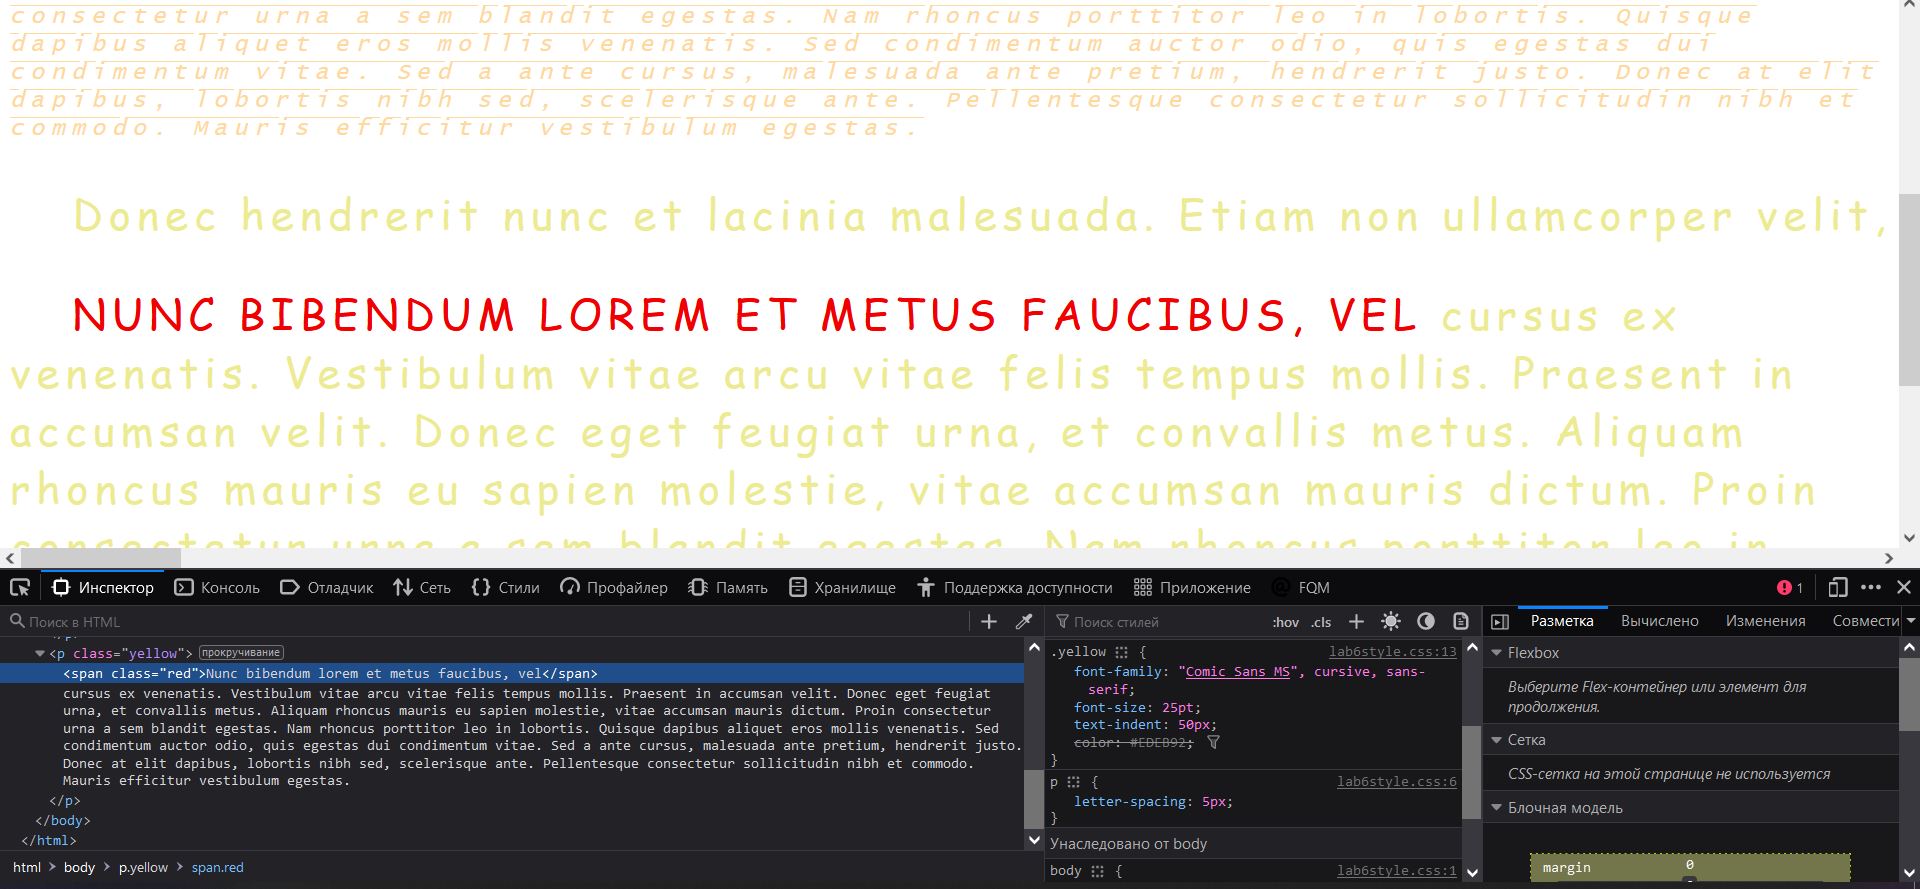 consectetur urna a sem blandit egestas. Nam rhoncus porttitor leo in lobortis. Quisque
dapibus aliquet eros mollis venenatis. Sed condimentum auctor odio, quis egestas dui
condimentum vitae. Sed a ante cursus, malesuada ante pretium, hendrerit justo. Donec at elit
dapibus, lobortis nibh sed, scelerisque ante. Pellentesque consectetur sollicitudin nibh et
commodo. Mauris efficitur vestibulum egestas.
Donec hendrerit nunc et lacinia malesuada. Etiam non ullamcorper velit,
NUNC BIBENDUM LOREM ET METUS FAUCIBUS, VEL cursus ex
venenatis. Vestibulum vitae arcu vitae felis tempus mollis. Praesent in
accumsan velit. Donec eget feugiat urna, et convallis metus. Aliquam
rhoncus mauris eu sapien molestie, vitae accumsan mauris dictum. Proin
consectetur urna a sem blandit egestas. Nam rhoncus porttitor leo in
Инспектор Консоль Отладчик Сеть Стили Профайлер Память Хранилище Поддержка доступности Приложение FQM 1
Поиск в HTML
</p>
<p class="yellow"> прокручивание
<span class="red">Nunc bibendum lorem et metus faucibus, vel</span>
cursus ex venenatis. Vestibulum vitae arcu vitae felis tempus mollis. Praesent in accumsan velit. Donec eget feugiat
urna, et convallis metus. Aliquam rhoncus mauris eu sapien molestie, vitae accumsan mauris dictum. Proin consectetur
urna a sem blandit egestas. Nam rhoncus porttitor leo in lobortis. Quisque dapibus aliquet eros mollis venenatis. Sed
condimentum auctor odio, quis egestas dui condimentum vitae. Sed a ante cursus, malesuada ante pretium, hendrerit justo.
Donec at elit dapibus, lobortis nibh sed, scelerisque ante. Pellentesque consectetur sollicitudin nibh et commodo.
Mauris efficitur vestibulum egestas.
</p>
</body>
</html>
html > body > p.yellow > span.red
Поиск стилей :hov .cls +
.yellow { lab6style.css:13
font-family: "Comic Sans MS", cursive, sans-
serif;
font-size: 25pt;
text-indent: 50px;
color: #EDEB92;
}
p { lab6style.css:6
letter-spacing: 5px;
}
Унаследовано от body
body { lab6style.css:1
Разметка Вычислено Изменения Совмести
Flexbox
Выберите Flex-контейнер или элемент для
продолжения.
Сетка
CSS-сетка на этой странице не используется
Блочная модель
margin 0